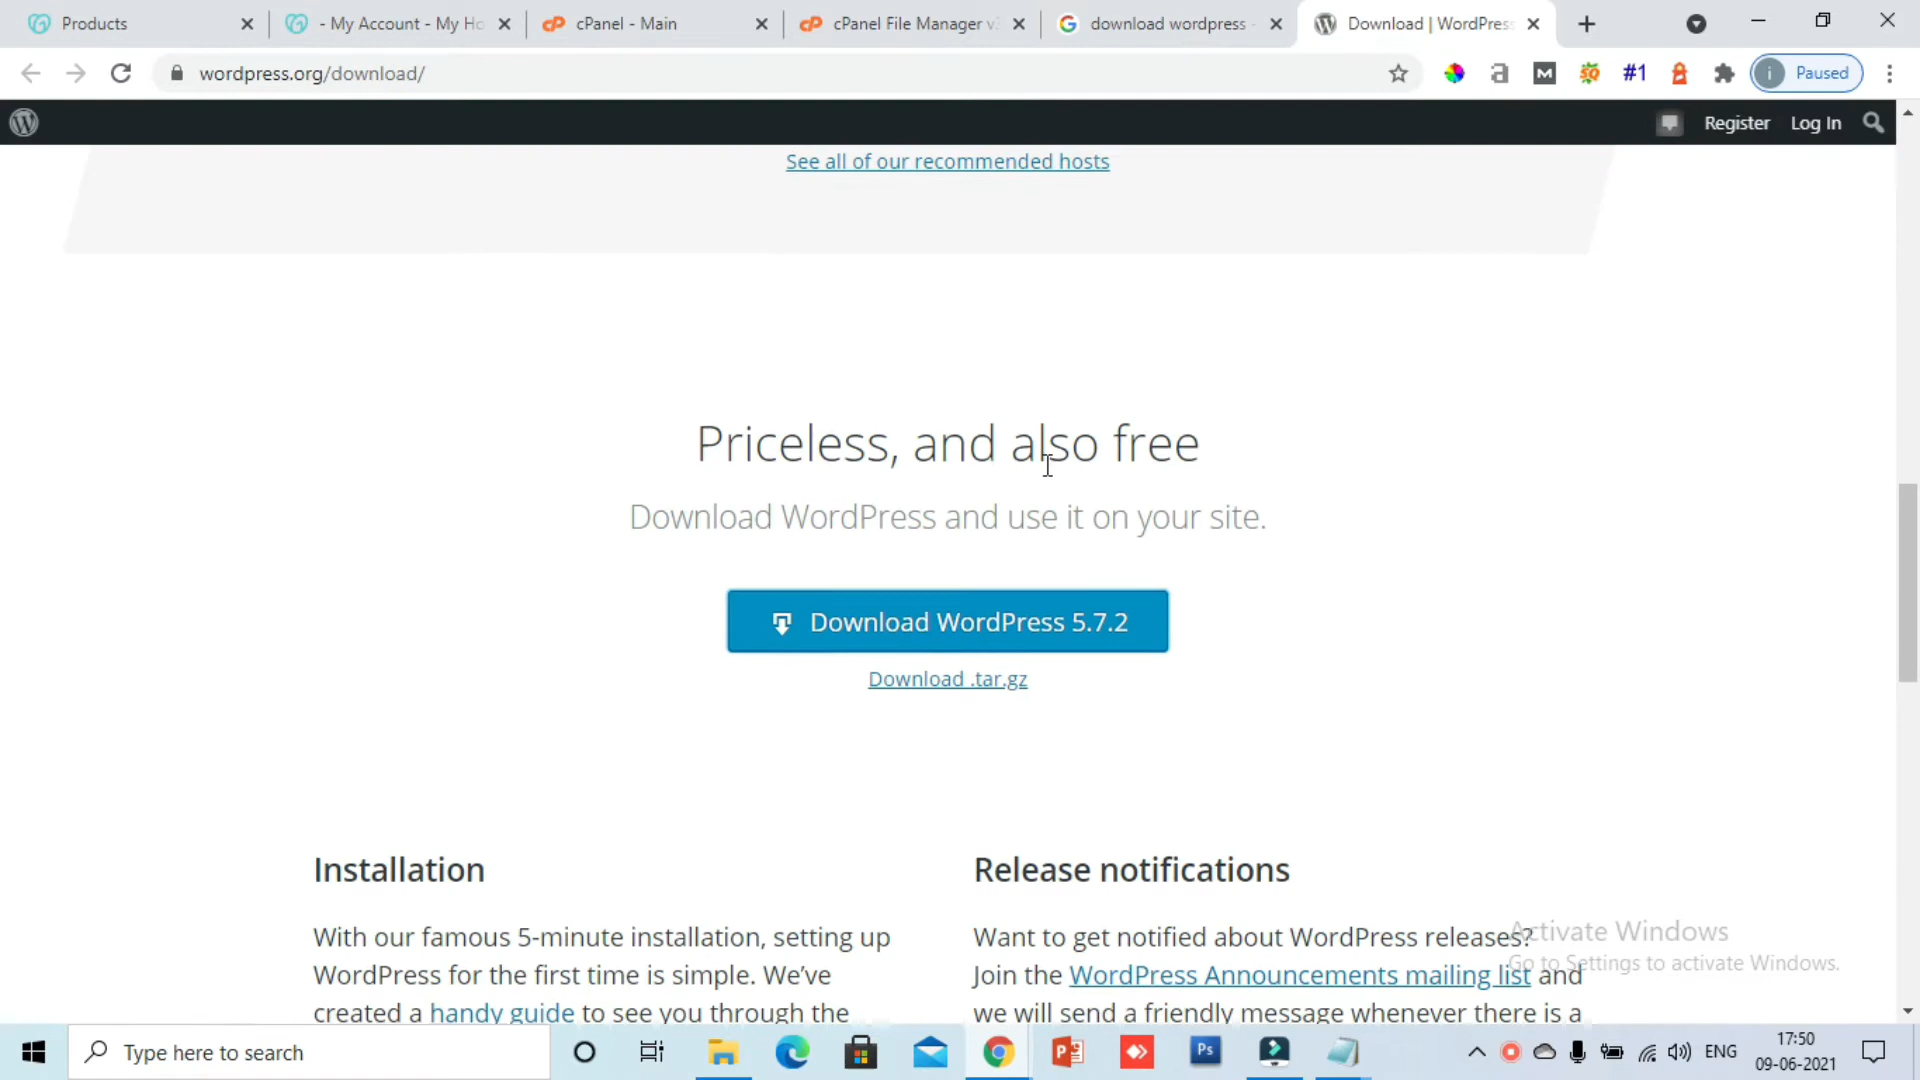 Products
- My Account - My Ho
cPanel - Main
cPanel File Manager v
download wordpress -
Download | WordPress
wordpress.org/download/
#1
Paused
Register
Log In
See all of our recommended hosts
Priceless, and also free
Download WordPress and use it on your site.
Download WordPress 5.7.2
Download .tar.gz
Installation
Release notifications
With our famous 5-minute installation, setting up
WordPress for the first time is simple. We’ve
created a handy guide to see you through the
Want to get notified about WordPress releases?
Join the WordPress Announcements mailing list and
we will send a friendly message whenever there is a
Activate Windows
Go to Settings to activate Windows.
Type here to search
ENG
17:50
09-06-2021